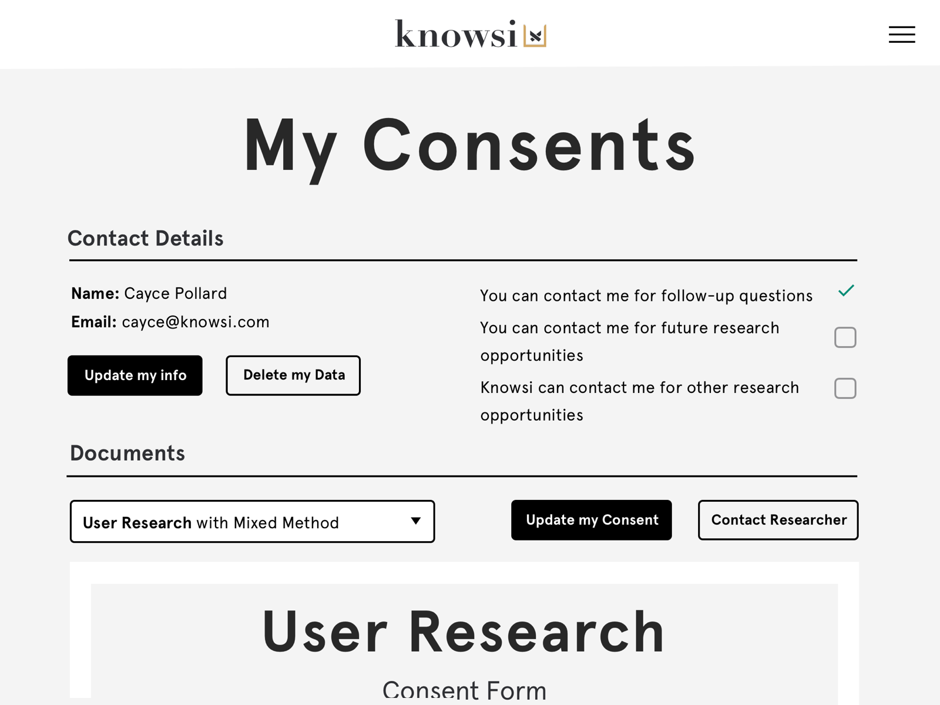 knowsi
My Consents
Contact Details
Name: Cayce Pollard
Email: cayce@knowsi.com
Update my info
Delete my Data
You can contact me for follow-up questions
You can contact me for future research
opportunities
Knowsi can contact me for other research
opportunities
Documents
User Research with Mixed Method
Update my Consent
Contact Researcher
User Research
Consent Form